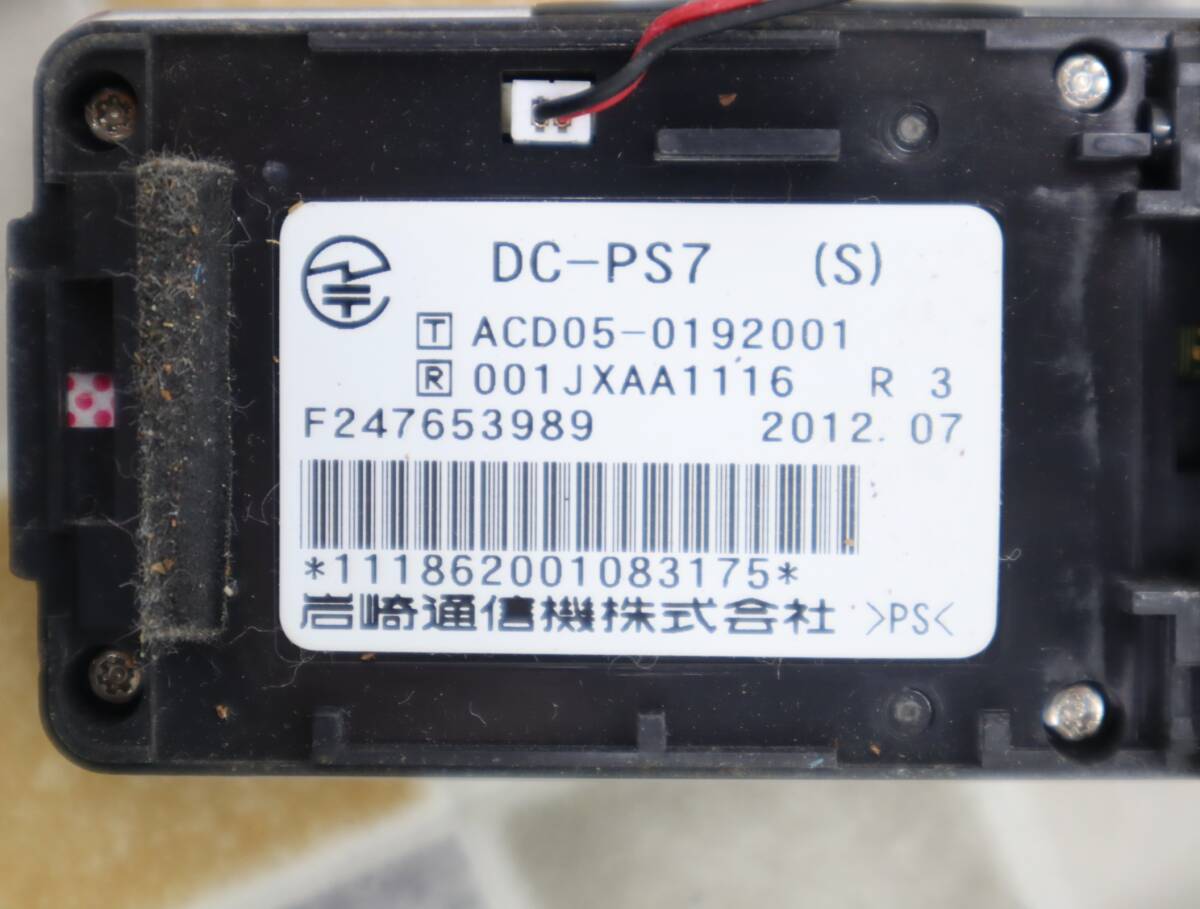 DC-PS7 (S)
T ACD05-0192001
R 001JXAA1116 R 3
F247653989 2012. 07
*111862001083175*
岩崎通信機株式会社 >PS<